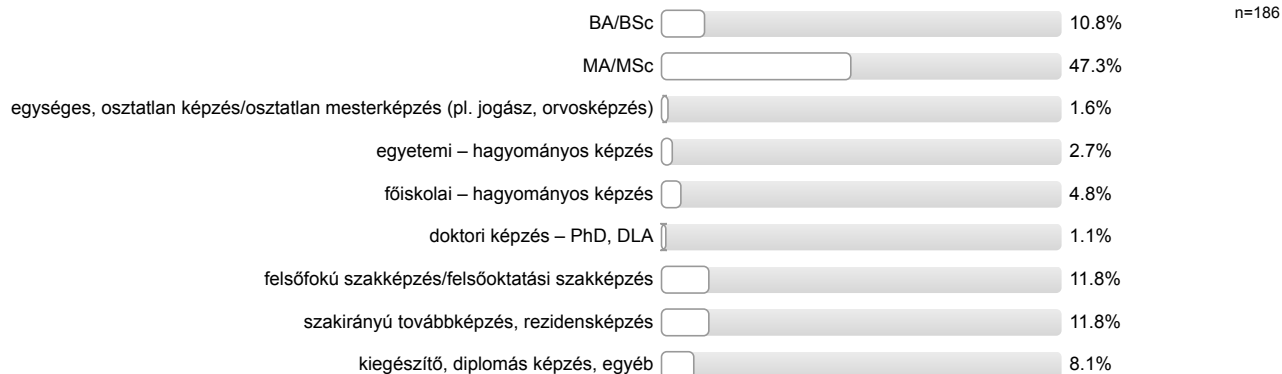 n=186
BA/BSc 10.8%
MA/MSc 47.3%
egységes, osztatlan képzés/osztatlan mesterképzés (pl. jogász, orvosképzés) 1.6%
egyetemi – hagyományos képzés 2.7%
főiskolai – hagyományos képzés 4.8%
doktori képzés – PhD, DLA 1.1%
felsőfokú szakképzés/felsőoktatási szakképzés 11.8%
szakirányú továbbképzés, rezidensképzés 11.8%
kiegészítő, diplomás képzés, egyéb 8.1%